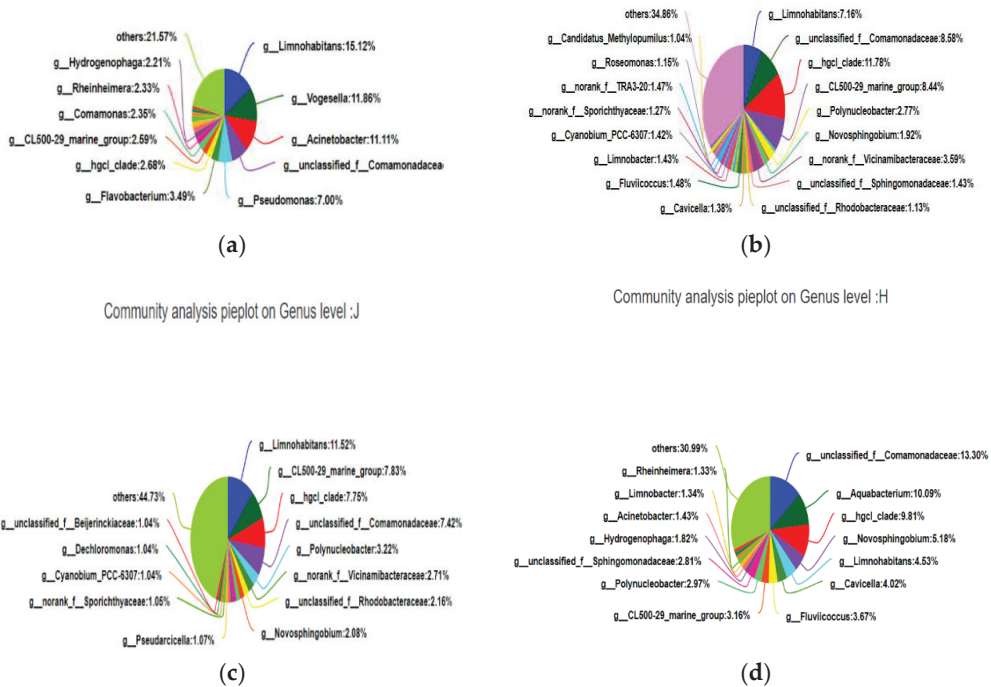 others:21.57%
g__Limnohabitans:15.12%
g__Hydrogenophaga:2.21%
g__Rheinheimera:2.33%
g__Vogesella:11.86%
g__Comamonas:2.35%
g__Acinetobacter:11.11%
g__CL500-29_marine_group:2.59%
g__hgcl_clade:2.68%
g__unclassified_f__Comamonadacea
g__Flavobacterium:3.49%
g__Pseudomonas:7.00%
(a)
others:34.86%
g__Limnohabitans:7.16%
g__Candidatus_Methylopumilus:1.04%
g__unclassified_f__Comamonadaceae:8.58%
g__Roseomonas:1.15%
g__hgcl_clade:11.78%
g__norank_f__TRA3-20:1.47%
g__CL500-29_marine_group:8.44%
g__norank_f__Sporichthyaceae:1.27%
g__Polynucleobacter:2.77%
g__Cyanobium_PCC-6307:1.42%
g__Novosphingobium:1.92%
g__Limnobacter:1.43%
g__norank_f__Vicinamibacteraceae:3.59%
g__Fluviicoccus:1.48%
g__unclassified_f__Sphingomonadaceae:1.43%
g__Cavicella:1.38%
g__unclassified_f__Rhodobacteraceae:1.13%
(b)
Community analysis pieplot on Genus level :J
g__Limnohabitans:11.52%
g__CL500-29_marine_group:7.83%
others:44.73%
g__hgcl_clade:7.75%
g__unclassified_f__Beijerinckiaceae:1.04%
g__unclassified_f__Comamonadaceae:7.42%
g__Dechloromonas:1.04%
g__Polynucleobacter:3.22%
g__Cyanobium_PCC-6307:1.04%
g__norank_f__Vicinamibacteraceae:2.71%
g__norank_f__Sporichthyaceae:1.05%
g__unclassified_f__Rhodobacteraceae:2.16%
g__Pseudarcicella:1.07%
g__Novosphingobium:2.08%
(c)
Community analysis pieplot on Genus level :H
others:30.99%
g__unclassified_f__Comamonadaceae:13.30%
g__Rheinheimera:1.33%
g__Limnobacter:1.34%
g__Aquabacterium:10.09%
g__Acinetobacter:1.43%
g__hgcl_clade:9.81%
g__Hydrogenophaga:1.82%
g__Novosphingobium:5.18%
g__unclassified_f__Sphingomonadaceae:2.81%
g__Limnohabitans:4.53%
g__Polynucleobacter:2.97%
g__Cavicella:4.02%
g__CL500-29_marine_group:3.16%
g__Fluviicoccus:3.67%
(d)